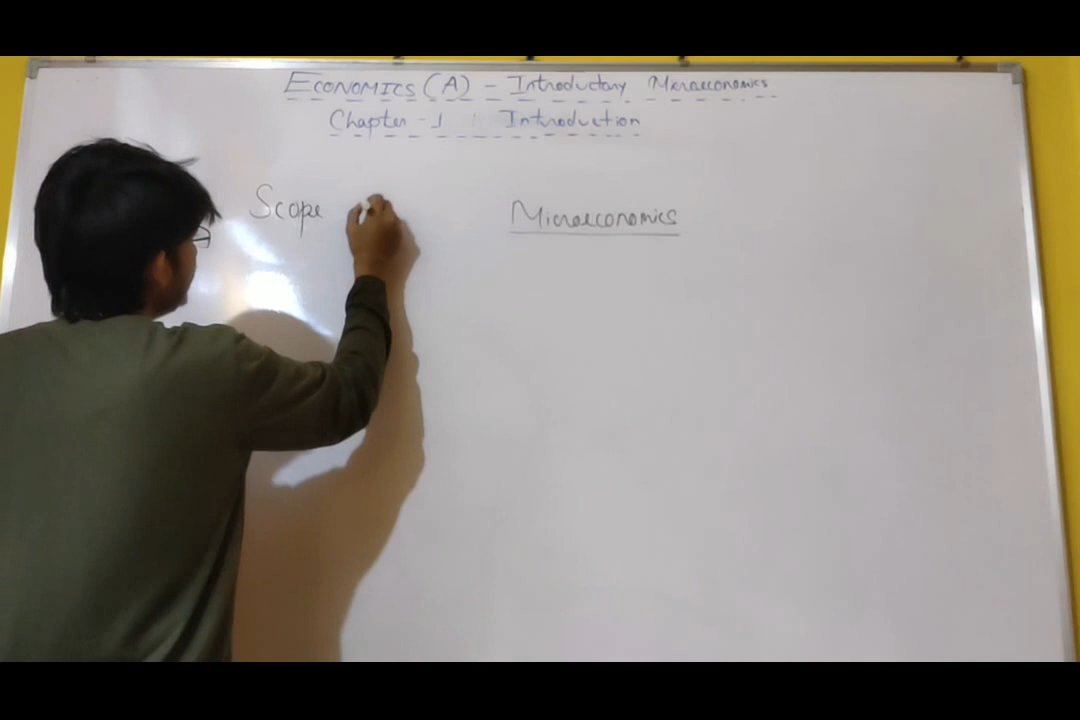 ECONOMICS (A) - Introductory Microeconomics
Chapter - 1 : Introduction
Scope Microeconomics